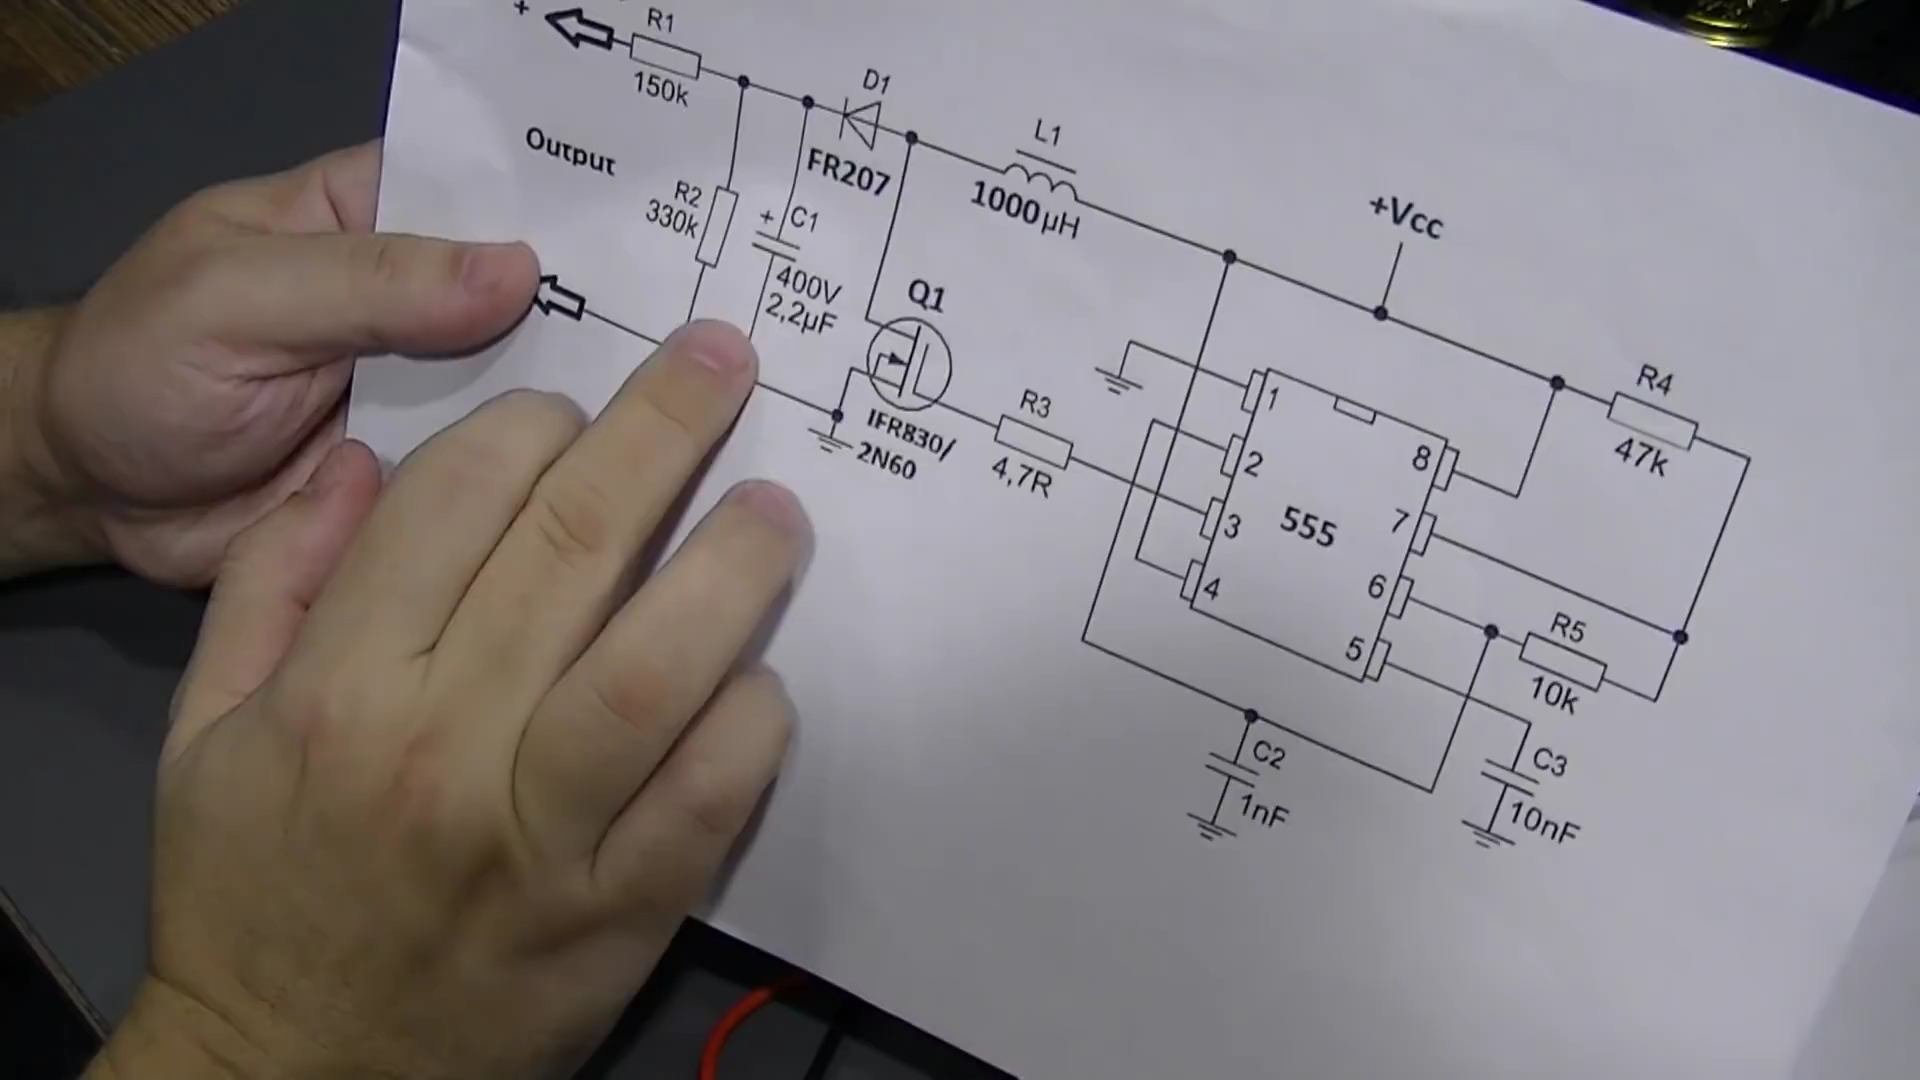 +
R1
150k
Output
D1
FR207
L1
1000µH
+Vcc
R2
330k
+ C1
400V
2,2µF
Q1
IFR830/
2N60
R3
4,7R
R4
47k
1
2
3
4
555
8
7
6
5
R5
10k
C2
1nF
C3
10nF